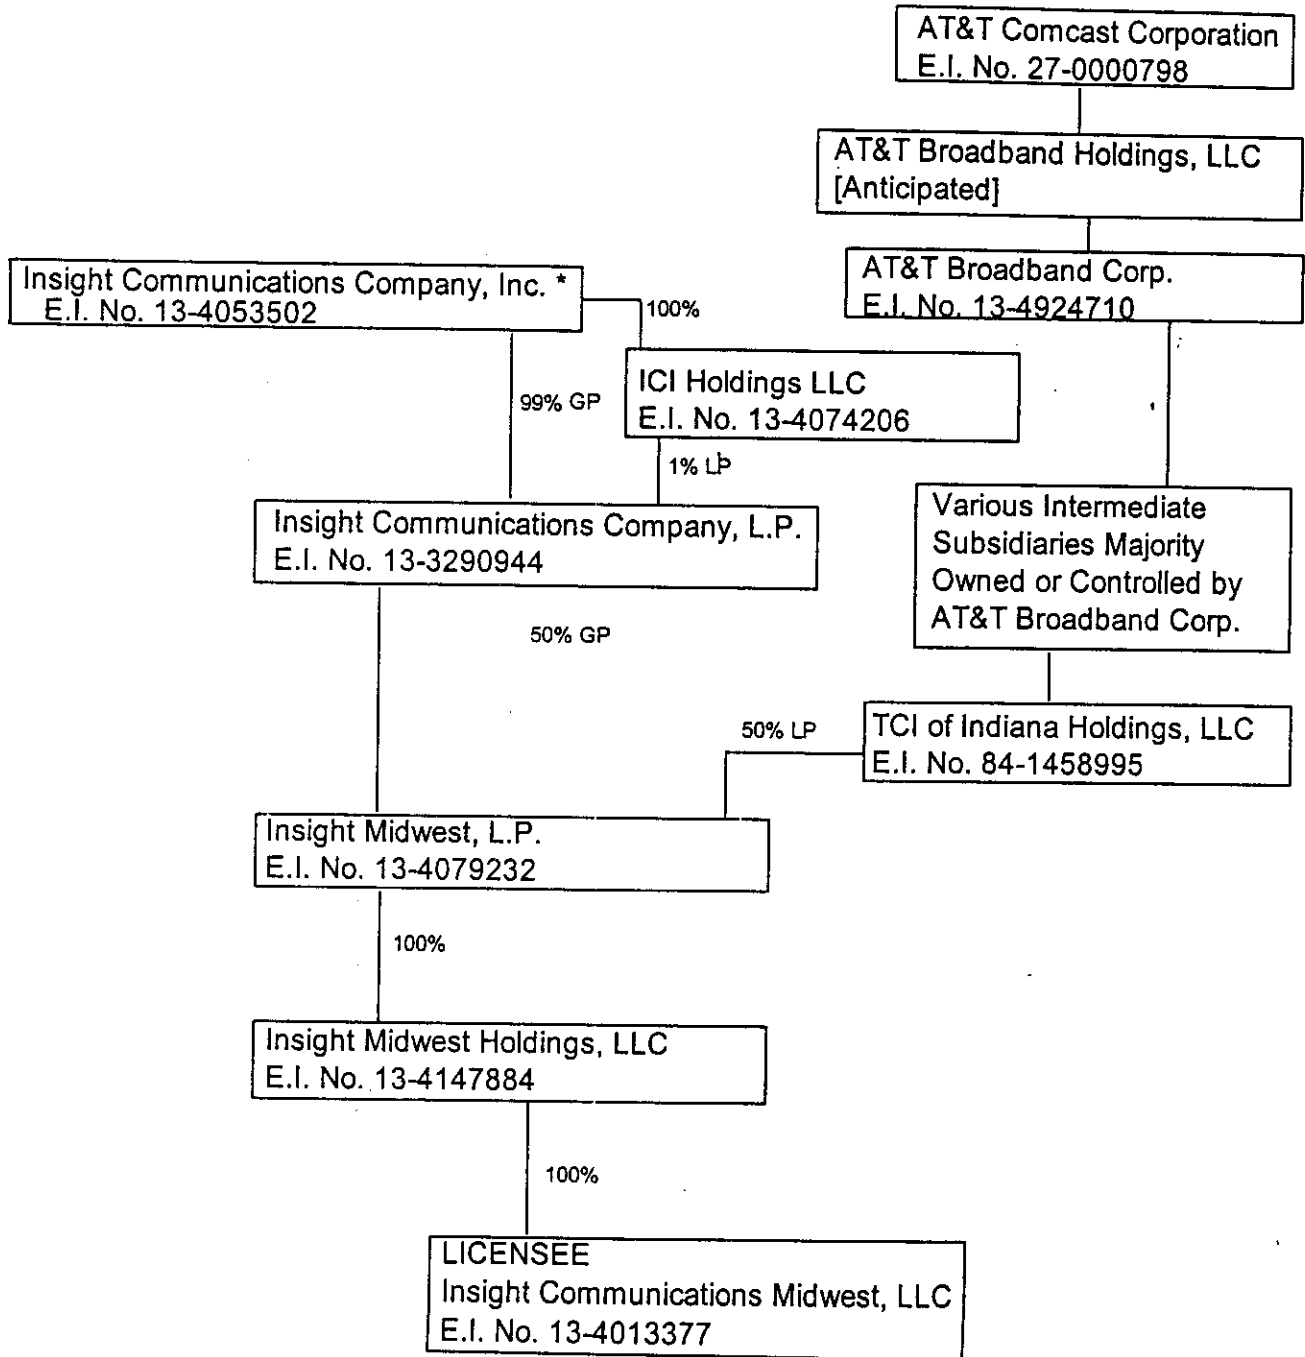 AT&T Comcast Corporation
E.I. No. 27-0000798
AT&T Broadband Holdings, LLC
[Anticipated]
Insight Communications Company, Inc. *
E.I. No. 13-4053502
100%
AT&T Broadband Corp.
E.I. No. 13-4924710
ICI Holdings LLC
E.I. No. 13-4074206
99% GP
1% LP
Insight Communications Company, L.P.
E.I. No. 13-3290944
Various Intermediate
Subsidiaries Majority
Owned or Controlled by
AT&T Broadband Corp.
50% GP
50% LP
TCI of Indiana Holdings, LLC
E.I. No. 84-1458995
Insight Midwest, L.P.
E.I. No. 13-4079232
100%
Insight Midwest Holdings, LLC
E.I. No. 13-4147884
100%
LICENSEE
Insight Communications Midwest, LLC
E.I. No. 13-4013377